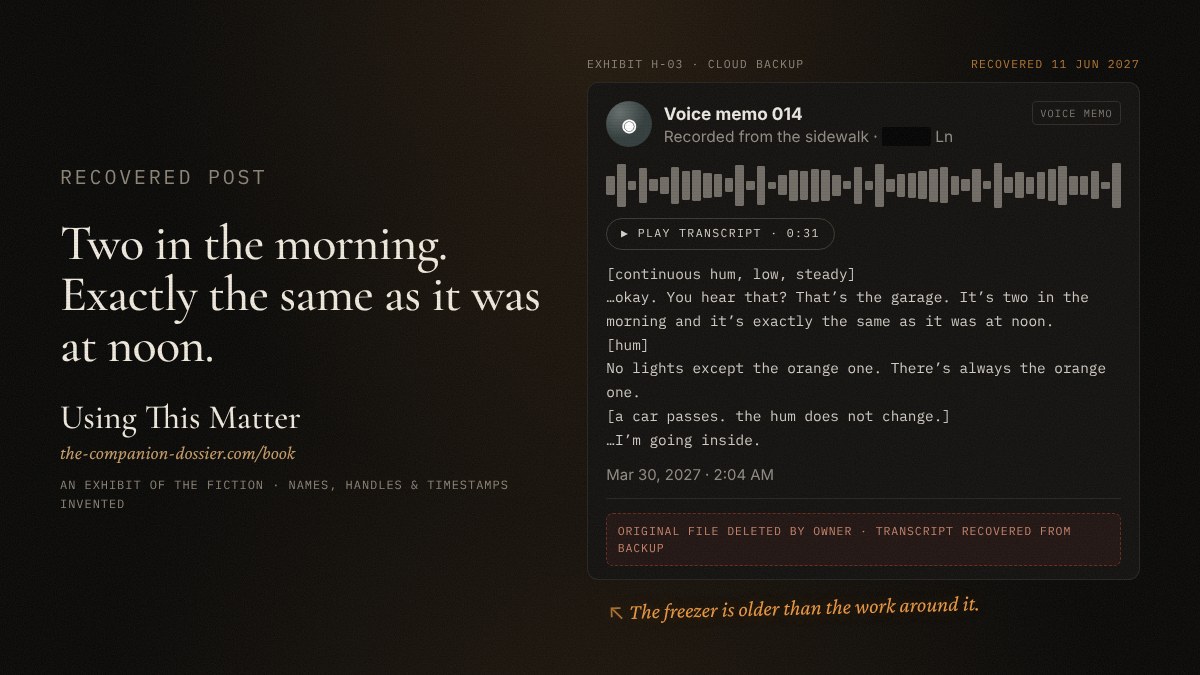 RECOVERED POST
Two in the morning.
Exactly the same as it was
at noon.
Using This Matter
the-companion-dossier.com/book
AN EXHIBIT OF THE FICTION · NAMES, HANDLES & TIMESTAMPS
INVENTED
EXHIBIT H-03 · CLOUD BACKUP
RECOVERED 11 JUN 2027
Voice memo 014
Recorded from the sidewalk · Ln
VOICE MEMO
▶ PLAY TRANSCRIPT · 0:31
[continuous hum, low, steady]
…okay. You hear that? That’s the garage. It’s two in the
morning and it’s exactly the same as it was at noon.
[hum]
No lights except the orange one. There’s always the orange
one.
[a car passes. the hum does not change.]
…I’m going inside.
Mar 30, 2027 · 2:04 AM
ORIGINAL FILE DELETED BY OWNER · TRANSCRIPT RECOVERED FROM
BACKUP
↖ The freezer is older than the work around it.